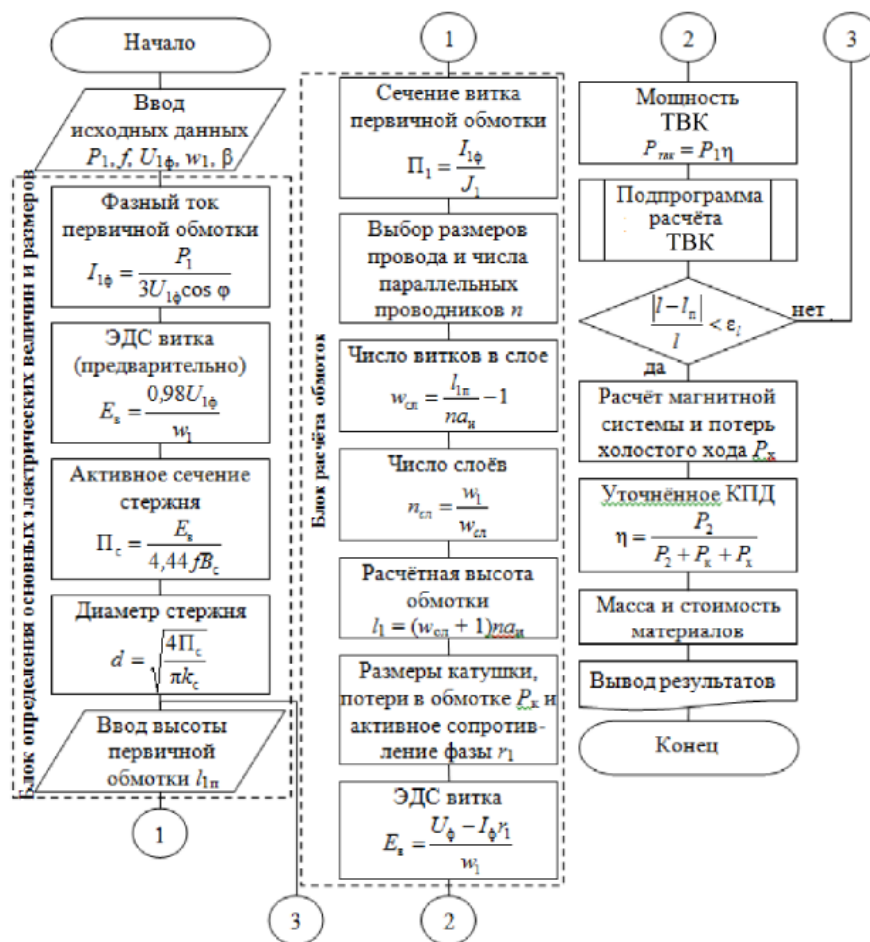 Начало
Ввод
исходных данных
P₁, f, U₁ф, w₁, β
Блок определения основных электрических величин и размеров
Фазный ток
первичной обмотки
I₁ф = P₁ / (3U₁ф cos φ)
ЭДС витка
(предварительно)
Eв = 0,98U₁ф / w₁
Активное сечение
стержня
Пс = Eв / (4,44 fBс)
Диаметр стержня
d = √(4Пс / πkс)
Ввод высоты
первичной
обмотки l₁п
1
3
1
Блок расчёта обмоток
Сечение витка
первичной обмотки
П₁ = I₁ф / J₁
Выбор размеров
провода и числа
параллельных
проводников n
Число витков в слое
wсл = l₁п / naи − 1
Число слоёв
nсл = w₁ / wсл
Расчётная высота
обмотки
l₁ = (wсл + 1)naи
Размеры катушки,
потери в обмотке Pк и
активное сопротив-
ление фазы r₁
ЭДС витка
Eв = (Uф − Iфr₁) / w₁
2
2
Мощность
ТВК
Pтвк = P₁η
Подпрограмма
расчёта
ТВК
|l − lп| / l < εl
нет
да
3
Расчёт магнитной
системы и потерь
холостого хода Pх
Уточнённое КПД
η = P₂ / (P₂ + Pк + Pх)
Масса и стоимость
материалов
Вывод результатов
Конец